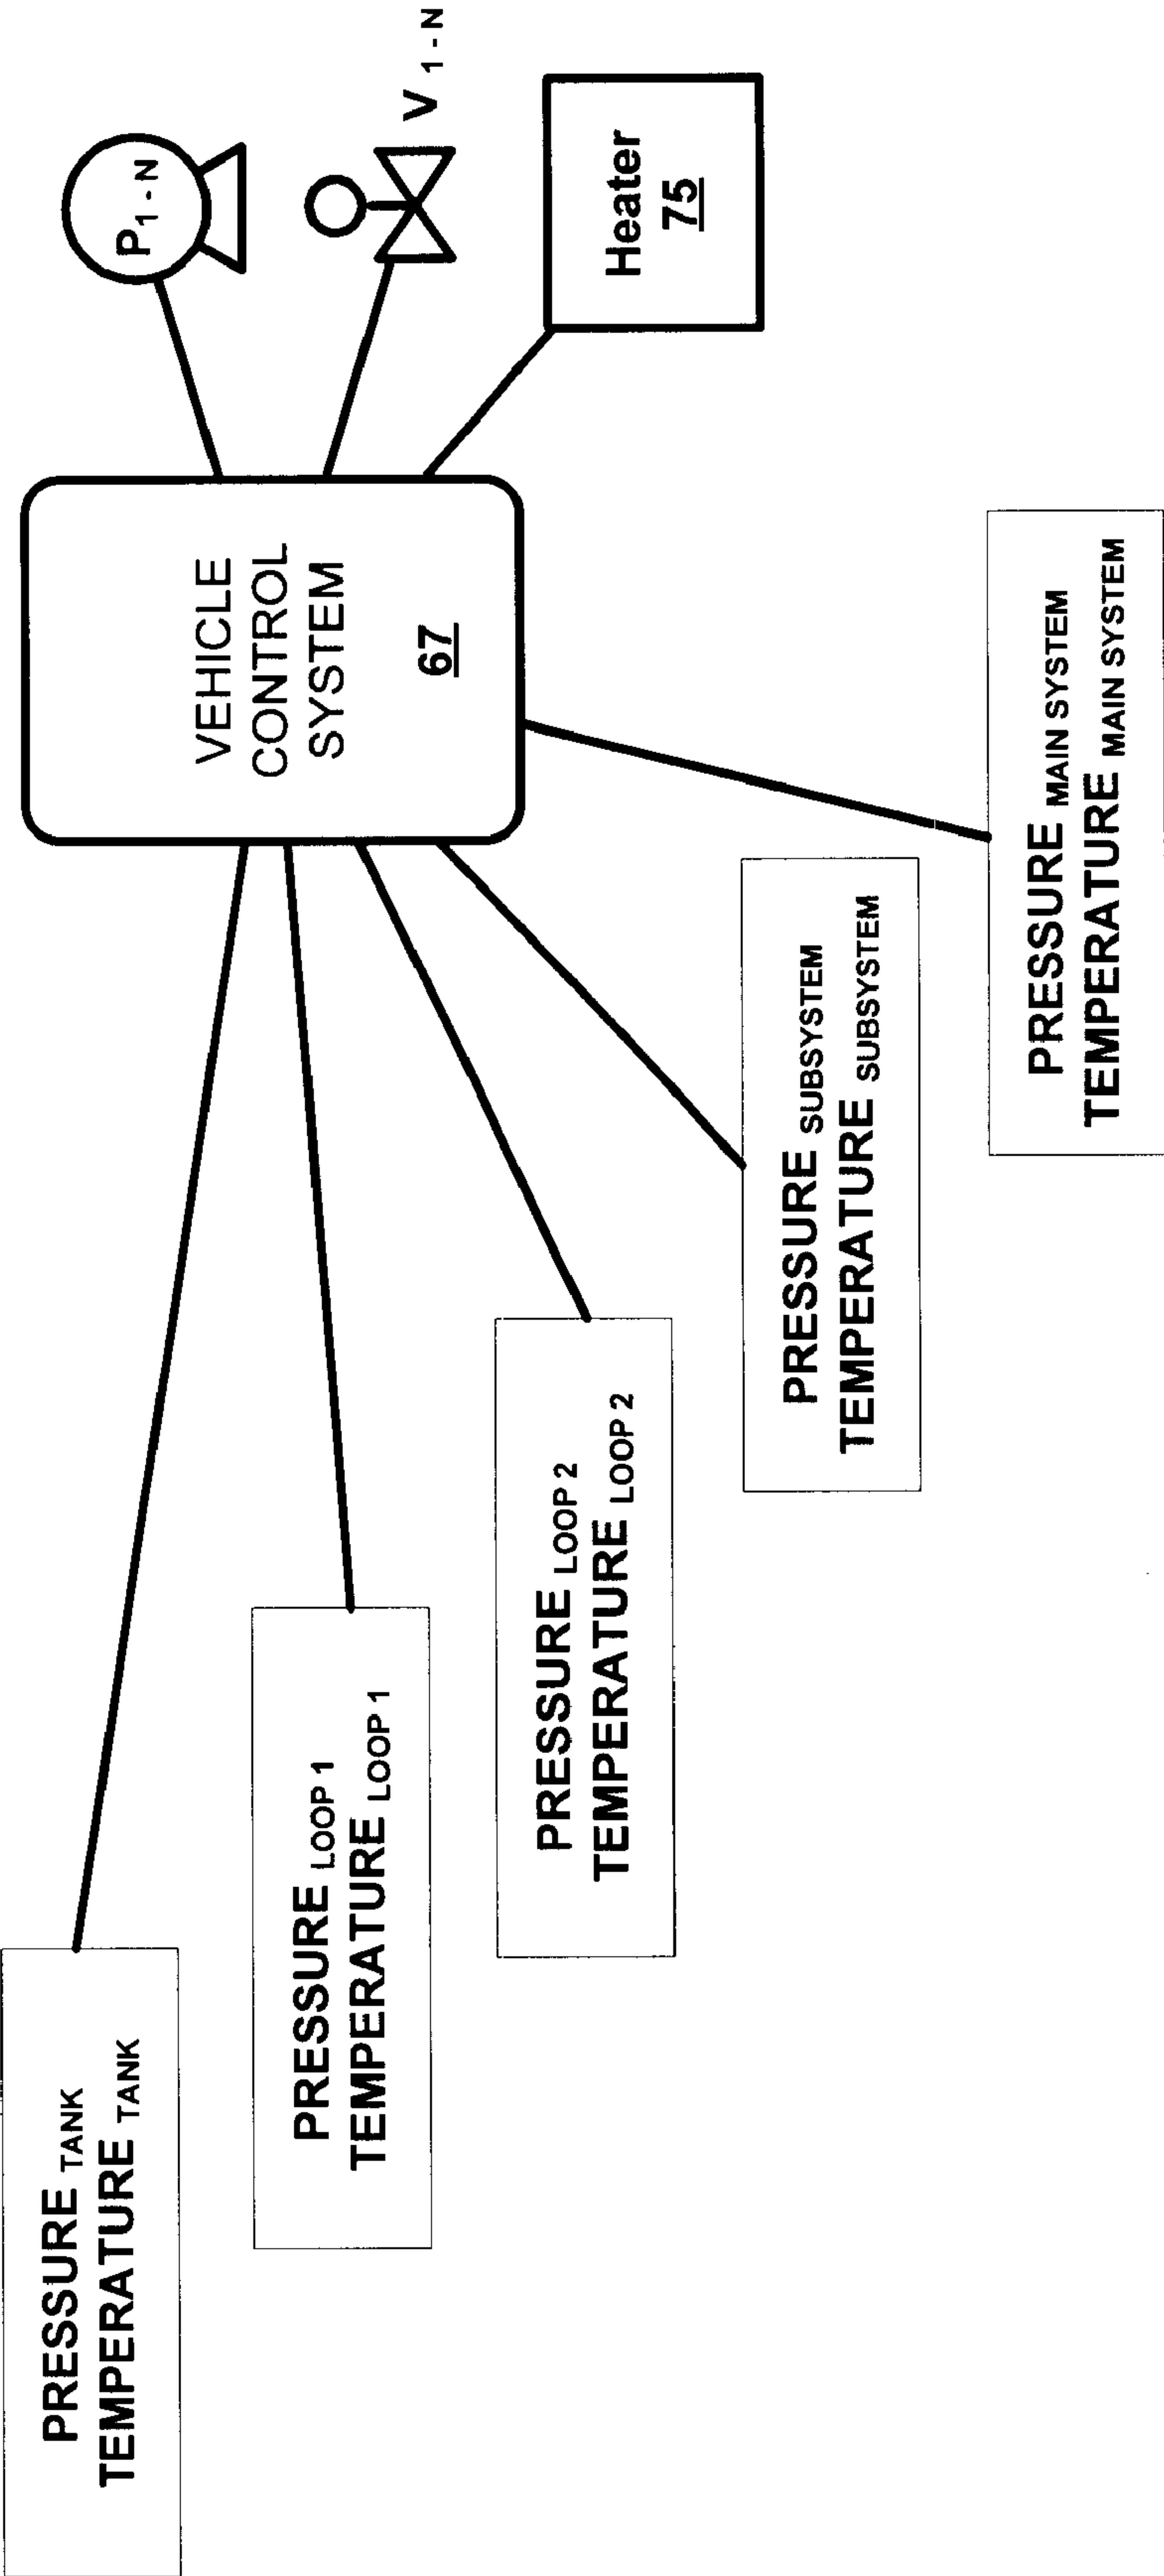 PRESSURE TANK
TEMPERATURE TANK
PRESSURE LOOP 1
TEMPERATURE LOOP 1
PRESSURE LOOP 2
TEMPERATURE LOOP 2
PRESSURE SUBSYSTEM
TEMPERATURE SUBSYSTEM
PRESSURE MAIN SYSTEM
TEMPERATURE MAIN SYSTEM
VEHICLE
CONTROL
SYSTEM
67
P 1 - N
V 1 - N
Heater
75